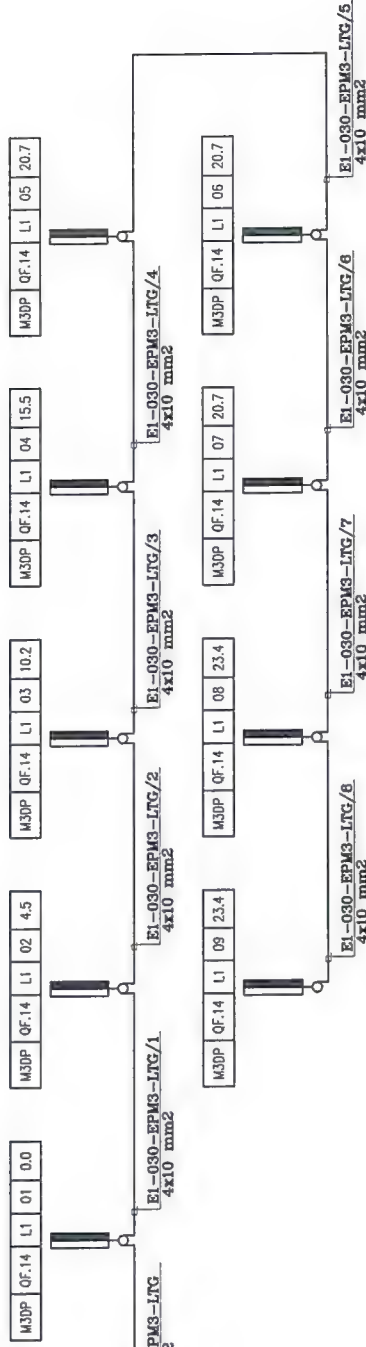 M3DP QF.14 L1 01 0.0
M3DP QF.14 L1 02 4.5
M3DP QF.14 L1 03 10.2
M3DP QF.14 L1 04 15.5
M3DP QF.14 L1 05 20.7
PM3-LTG
E1-030-EPM3-LTG/1
4x10 mm2
E1-030-EPM3-LTG/2
4x10 mm2
E1-030-EPM3-LTG/3
4x10 mm2
E1-030-EPM3-LTG/4
4x10 mm2
M3DP QF.14 L1 09 23.4
M3DP QF.14 L1 08 23.4
M3DP QF.14 L1 07 20.7
M3DP QF.14 L1 06 20.7
E1-030-EPM3-LTG/8
4x10 mm2
E1-030-EPM3-LTG/7
4x10 mm2
E1-030-EPM3-LTG/6
4x10 mm2
E1-030-EPM3-LTG/5
4x10 mm2